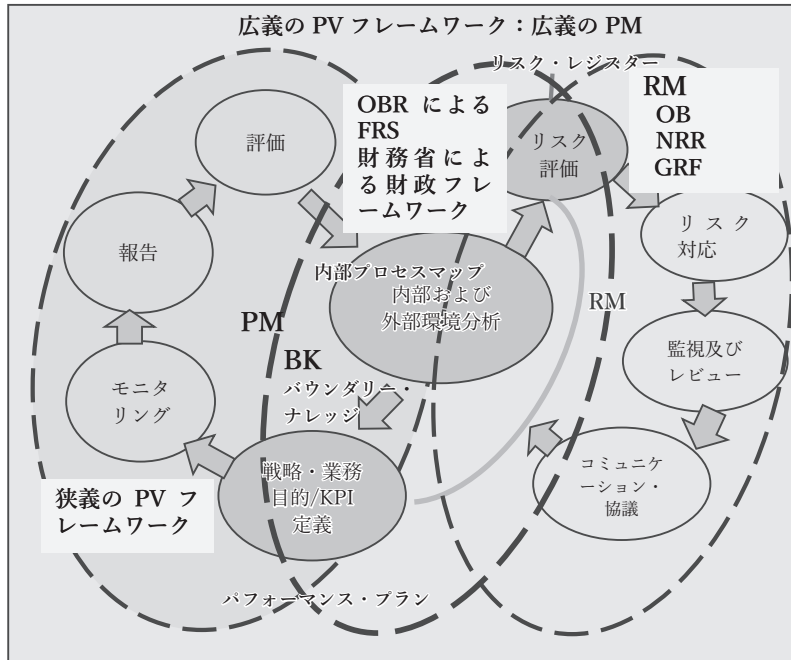 広義の PV フレームワーク：広義の PM
リスク・レジスター
OBR による
FRS
財務省によ
る財政フレ
ームワーク
RM
OB
NRR
GRF
評価
リスク
評価
報告
リスク
対応
内部プロセスマップ
内部および
外部環境分析
PM
RM
BK
バウンダリー・
ナレッジ
モニタ
リング
監視及び
レビュー
戦略・業務
目的/KPI
定義
コミュニケ
ーション・
協議
狭義の PV フ
レームワーク
パフォーマンス・プラン